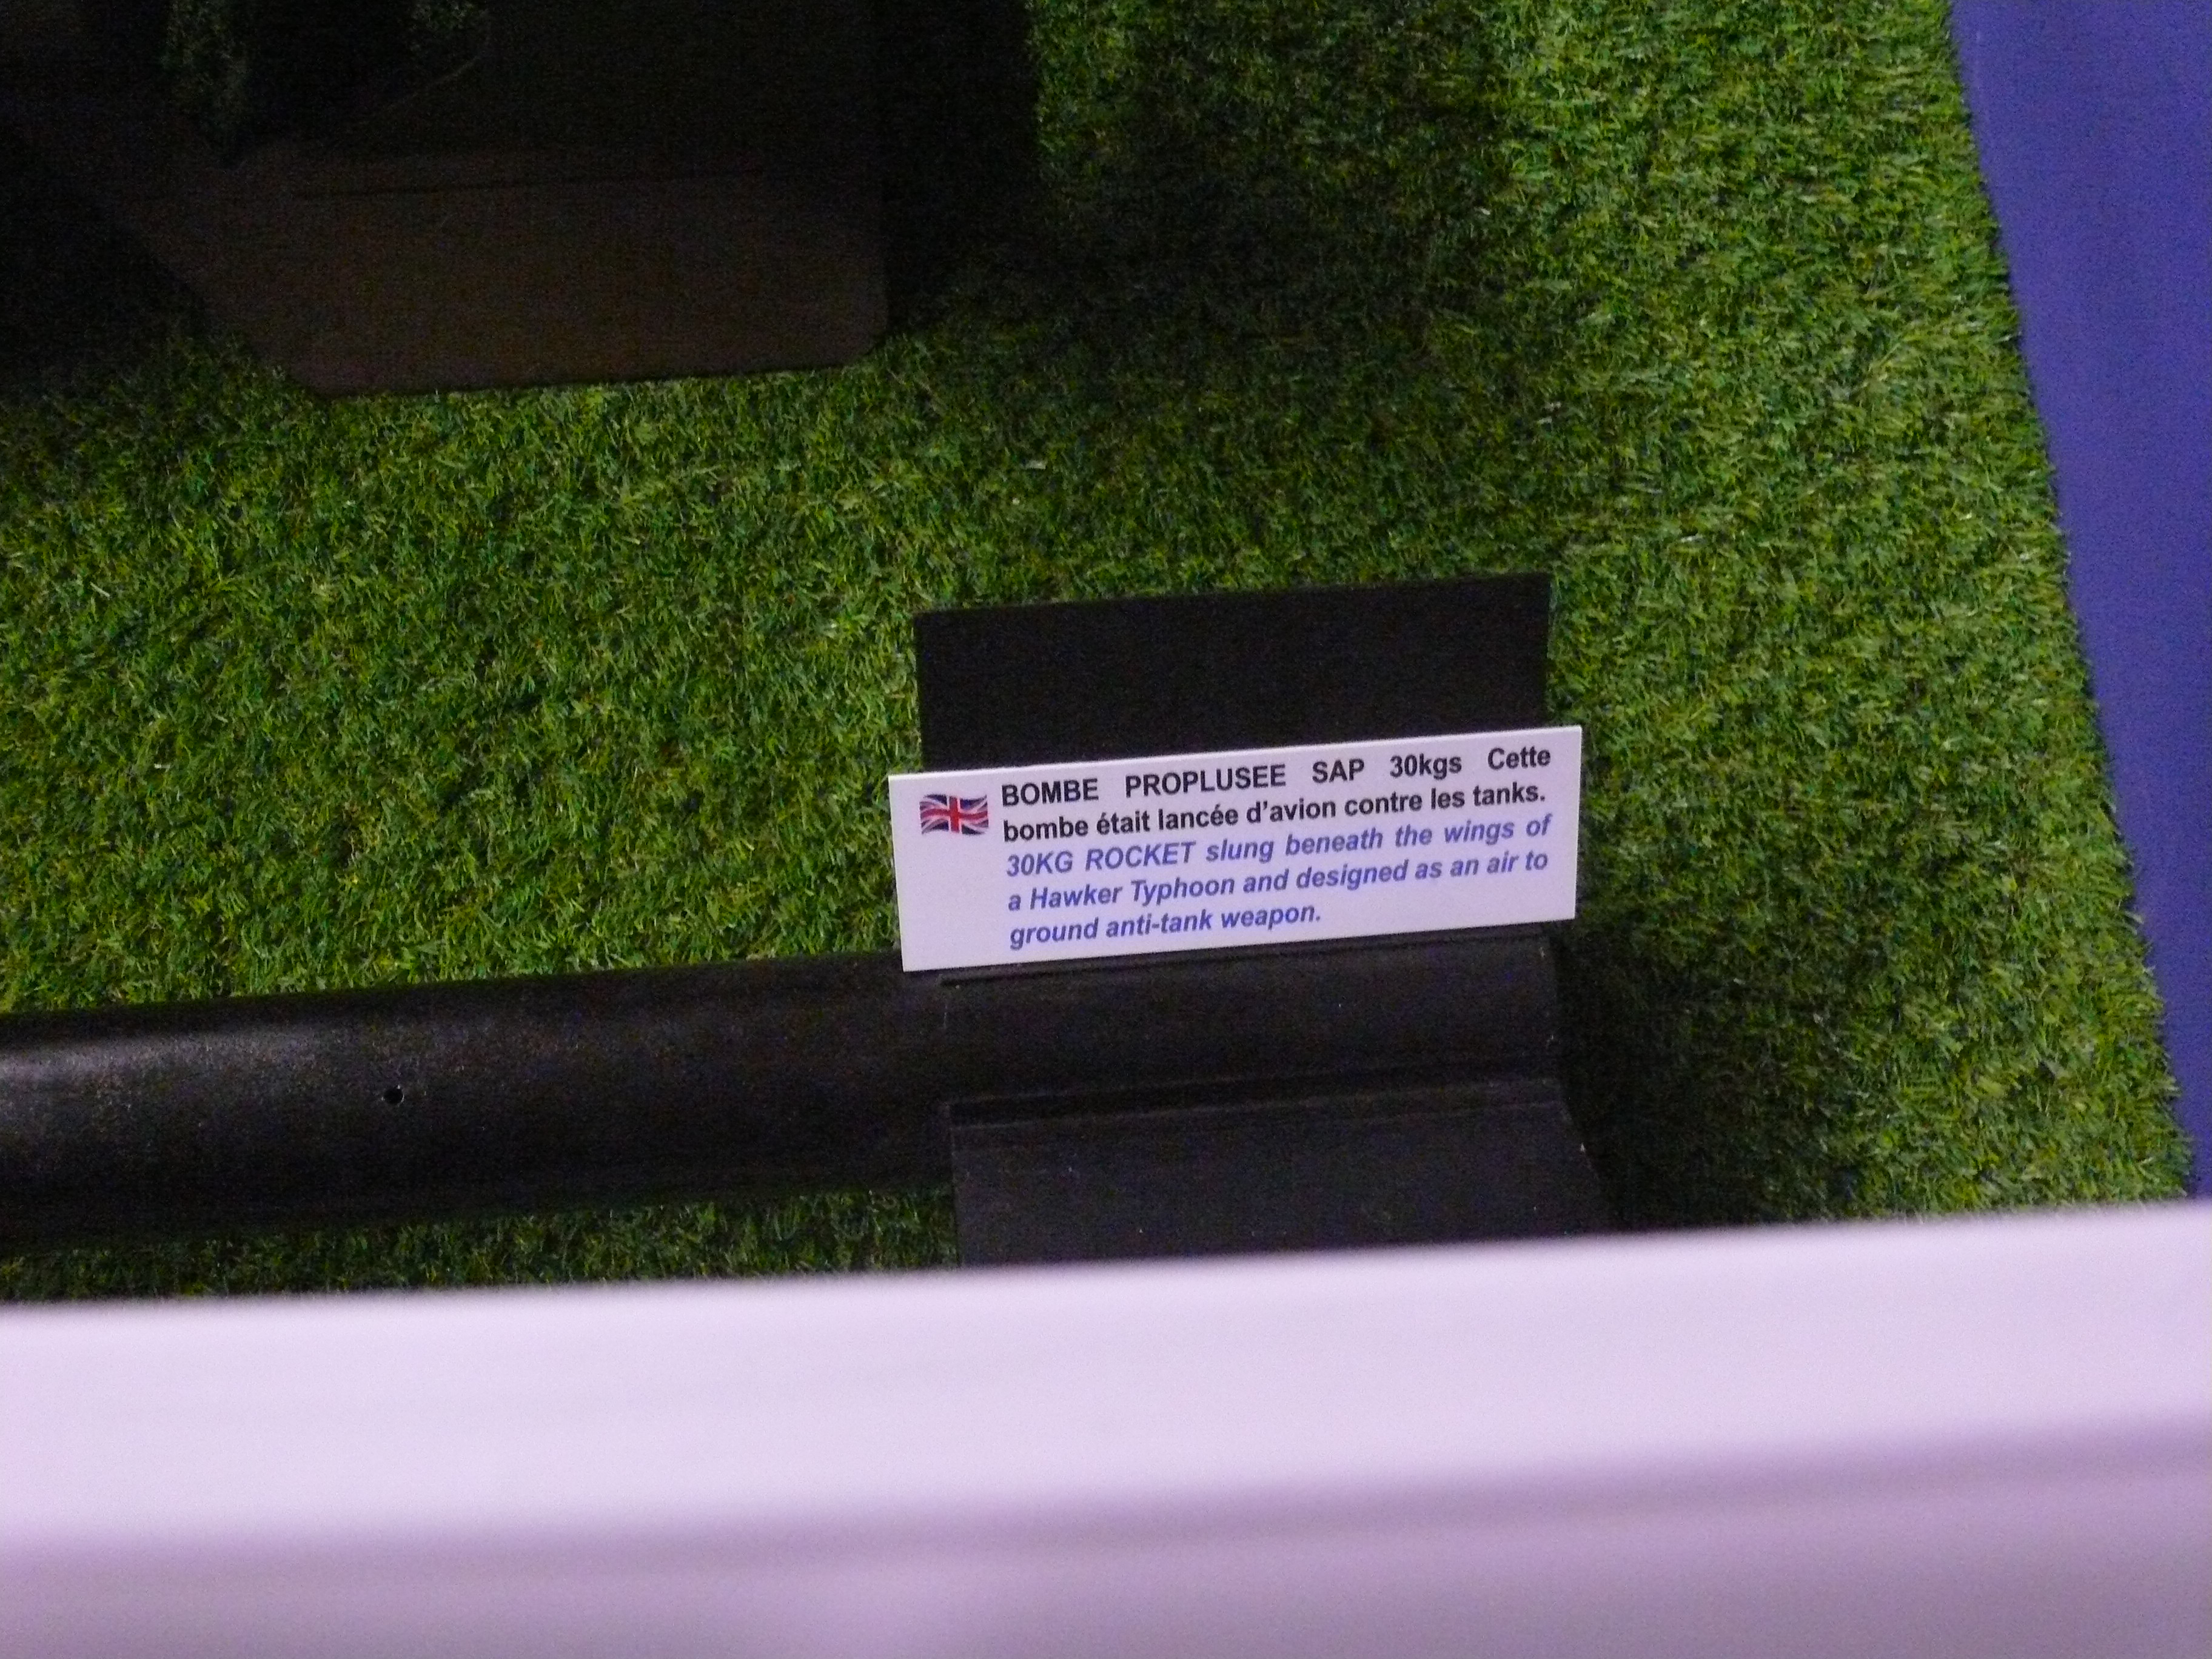 BOMBE PROPLUSEE SAP 30kgs Cette
bombe était lancée d'avion contre les tanks.
30KG ROCKET slung beneath the wings of
a Hawker Typhoon and designed as an air to
ground anti-tank weapon.